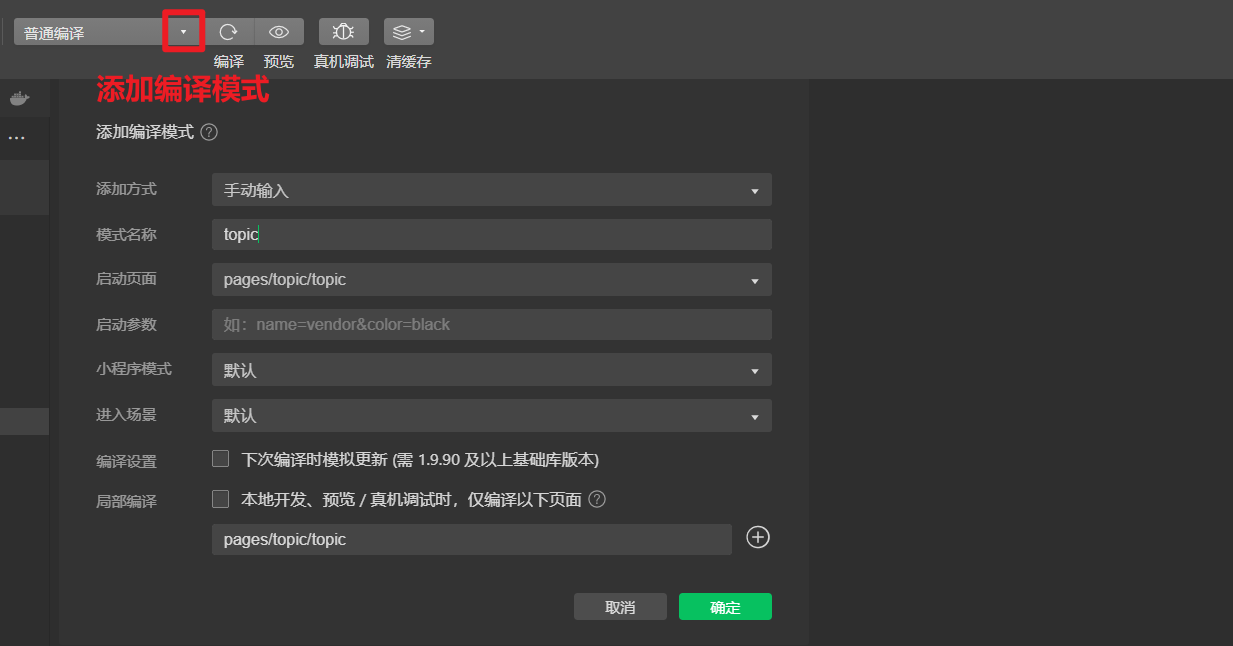 普通编译
编译 预览 真机调试 清缓存
添加编译模式
添加编译模式 ?
添加方式 手动输入
模式名称 topic
启动页面 pages/topic/topic
启动参数 如：name=vendor&color=black
小程序模式 默认
进入场景 默认
编译设置 下次编译时模拟更新 (需 1.9.90 及以上基础库版本)
局部编译 本地开发、预览 / 真机调试时，仅编译以下页面 ?
pages/topic/topic
取消 确定